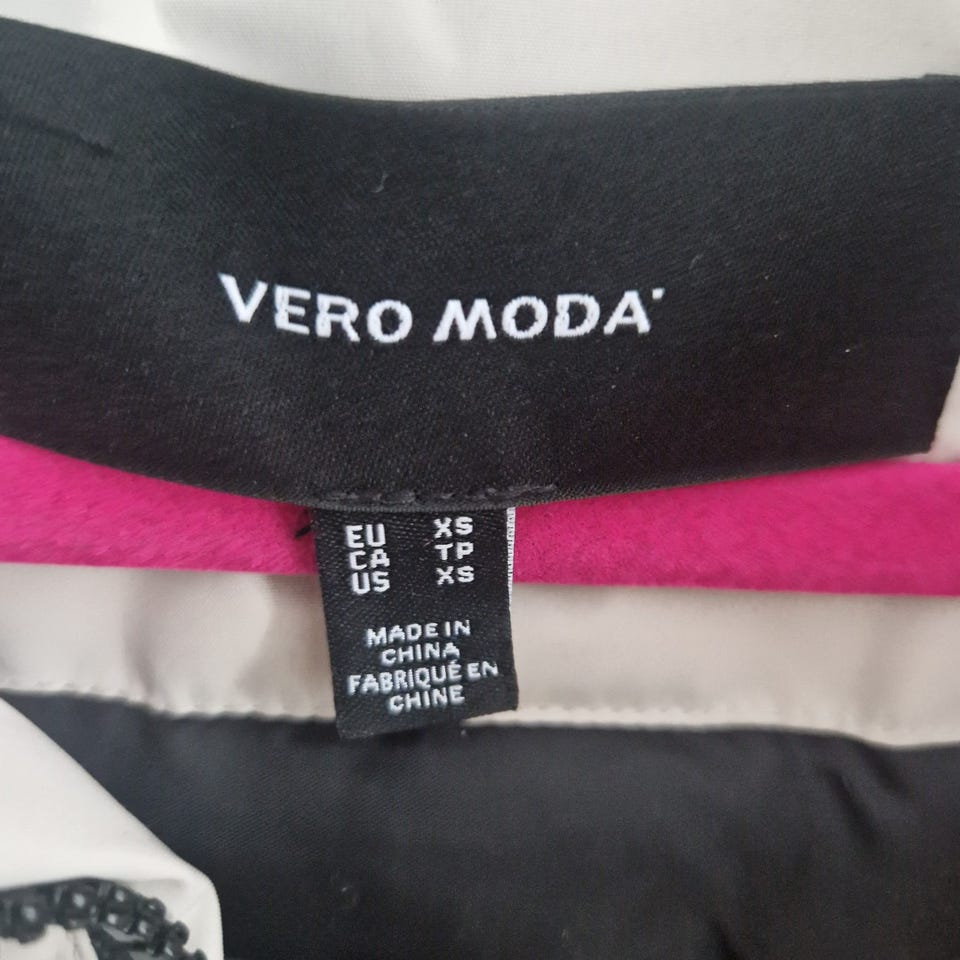 VERO MODA
EU XS
CA TP
US XS
MADE IN
CHINA
FABRIQUÉ EN
CHINE